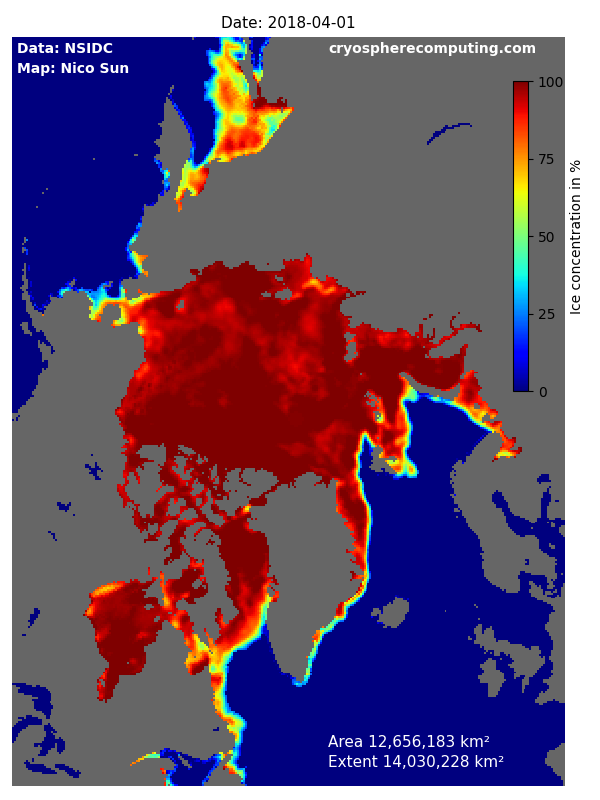 Date: 2018-04-01
Data: NSIDC
Map: Nico Sun
cryospherecomputing.com
100
75
50
25
0
Ice concentration in %
Area 12,656,183 km²
Extent 14,030,228 km²